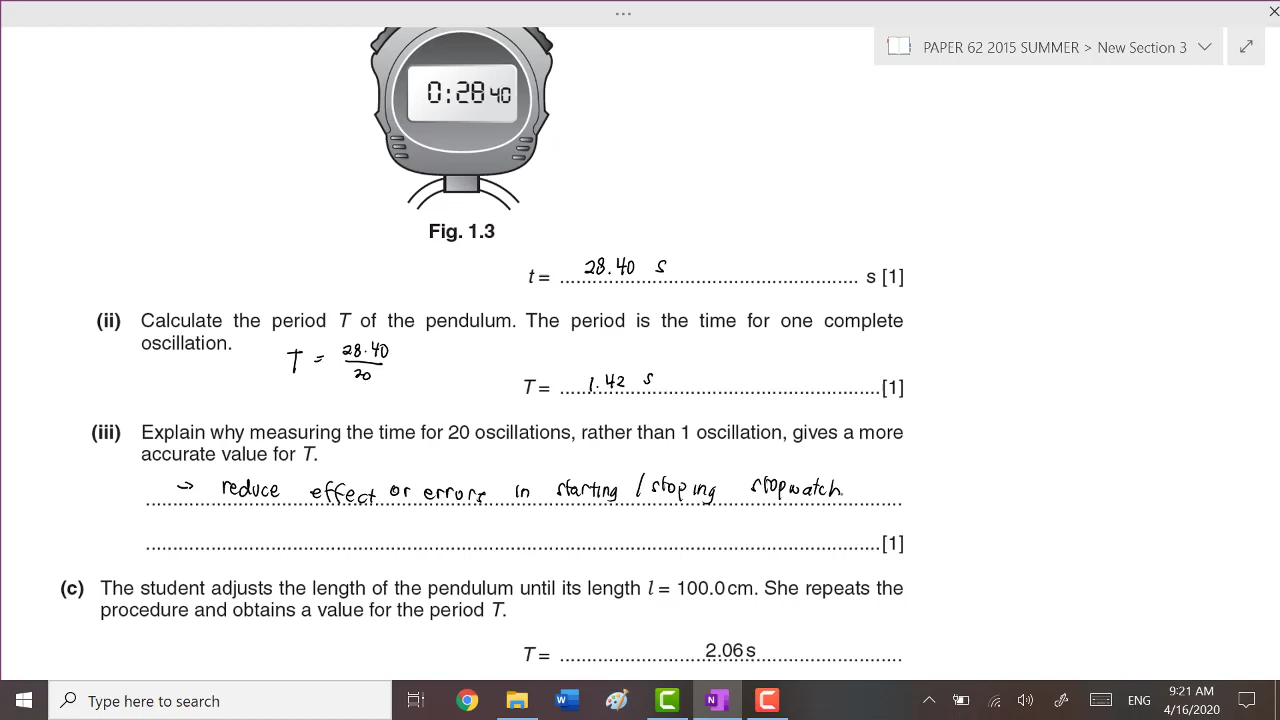 PAPER 62 2015 SUMMER > New Section 3
0:28 40
Fig. 1.3
t = 28.40 s s [1]
(ii) Calculate the period T of the pendulum. The period is the time for one complete
oscillation.
T = 28.40
20
T = 1.42 s [1]
(iii) Explain why measuring the time for 20 oscillations, rather than 1 oscillation, gives a more
accurate value for T.
→ reduce effect or errors in starting / stoping stopwatch.
[1]
(c) The student adjusts the length of the pendulum until its length l = 100.0 cm. She repeats the
procedure and obtains a value for the period T.
T = 2.06 s
Type here to search
ENG
9:21 AM
4/16/2020